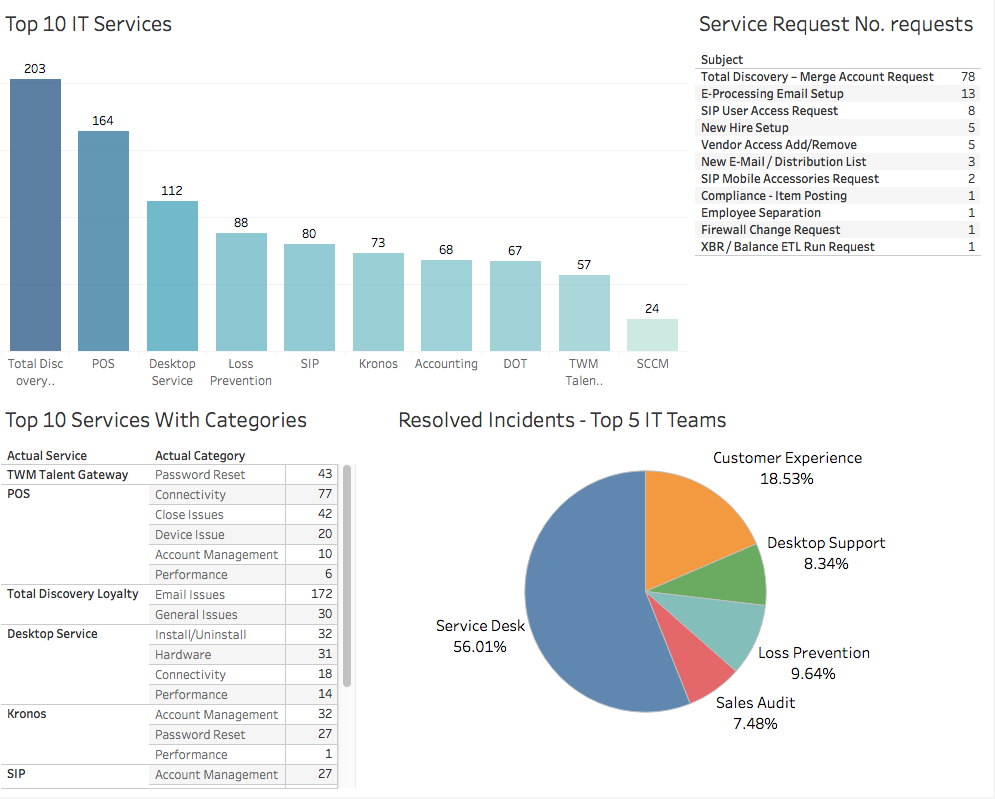 Top 10 IT Services
203
164
112
88
80
73
68
67
57
24
Total Disc
overy..
POS
Desktop
Service
Loss
Prevention
SIP
Kronos
Accounting
DOT
TWM
Talen..
SCCM
Service Request No. requests
Subject
Total Discovery – Merge Account Request 78
E-Processing Email Setup 13
SIP User Access Request 8
New Hire Setup 5
Vendor Access Add/Remove 5
New E-Mail / Distribution List 3
SIP Mobile Accessories Request 2
Compliance - Item Posting 1
Employee Separation 1
Firewall Change Request 1
XBR / Balance ETL Run Request 1
Top 10 Services With Categories
Actual Service Actual Category
TWM Talent Gateway Password Reset 43
POS Connectivity 77
Close Issues 42
Device Issue 20
Account Management 10
Performance 6
Total Discovery Loyalty Email Issues 172
General Issues 30
Desktop Service Install/Uninstall 32
Hardware 31
Connectivity 18
Performance 14
Kronos Account Management 32
Password Reset 27
Performance 1
SIP Account Management 27
Resolved Incidents - Top 5 IT Teams
Customer Experience
18.53%
Desktop Support
8.34%
Loss Prevention
9.64%
Sales Audit
7.48%
Service Desk
56.01%